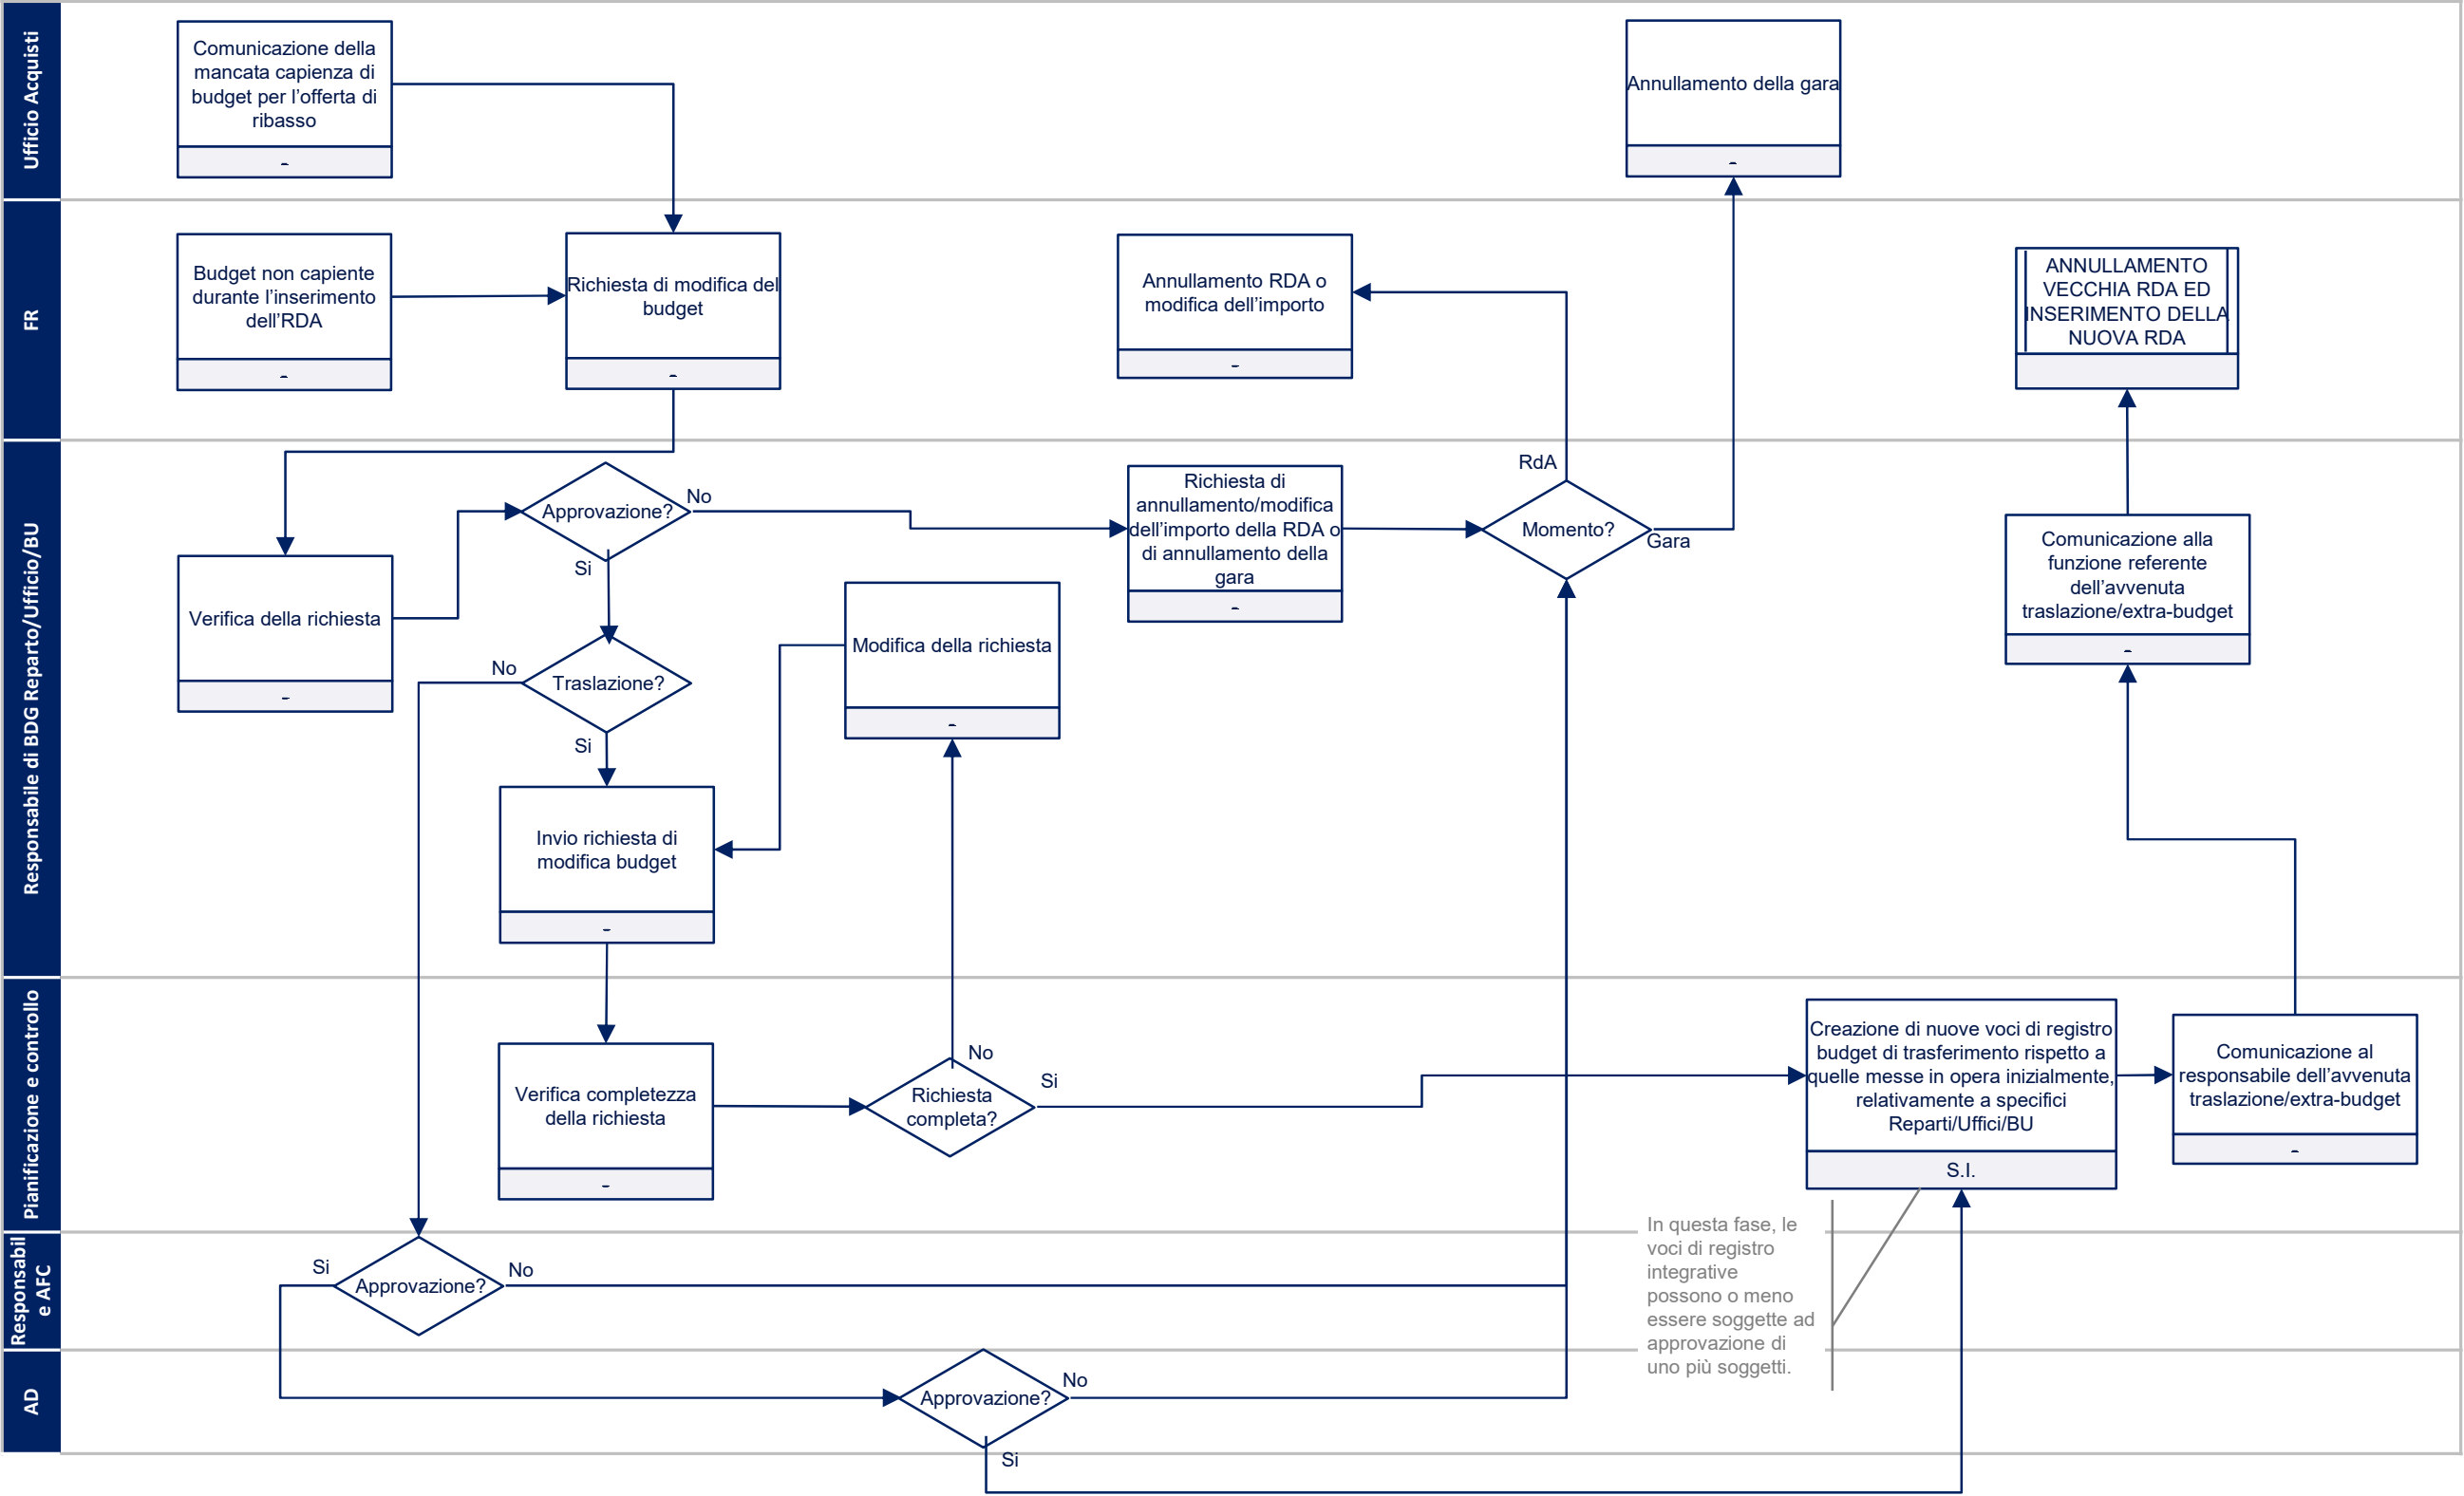 Ufficio Acquisti
Comunicazione della
mancata capienza di
budget per l’offerta di
ribasso
-
Annullamento della gara
-
FR
Budget non capiente
durante l’inserimento
dell’RDA
-
Richiesta di modifica del
budget
-
Annullamento RDA o
modifica dell’importo
-
ANNULLAMENTO
VECCHIA RDA ED
INSERIMENTO DELLA
NUOVA RDA
Responsabile di BDG Reparto/Ufficio/BU
Verifica della richiesta
-
Approvazione?
No
Si
Traslazione?
No
Si
Invio richiesta di
modifica budget
-
Modifica della richiesta
-
Richiesta di
annullamento/modifica
dell’importo della RDA o
di annullamento della
gara
-
RdA
Momento?
Gara
Comunicazione alla
funzione referente
dell’avvenuta
traslazione/extra-budget
-
Pianificazione e controllo
Verifica completezza
della richiesta
-
No
Richiesta
completa?
Si
Creazione di nuove voci di registro
budget di trasferimento rispetto a
quelle messe in opera inizialmente,
relativamente a specifici
Reparti/Uffici/BU
S.I.
Comunicazione al
responsabile dell’avvenuta
traslazione/extra-budget
-
In questa fase, le
voci di registro
integrative
possono o meno
essere soggette ad
approvazione di
uno più soggetti.
Responsabil
e AFC
Si
Approvazione?
No
AD
Approvazione?
No
Si